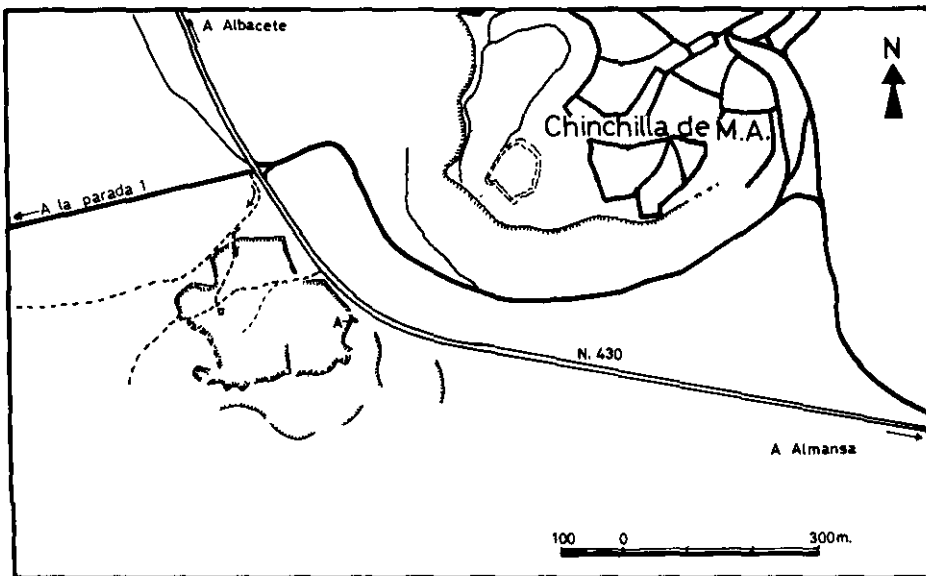 A Albacete
N
Chinchilla de M.A.
A la parada 1
A
N. 430
A Almansa
100 0 300m.